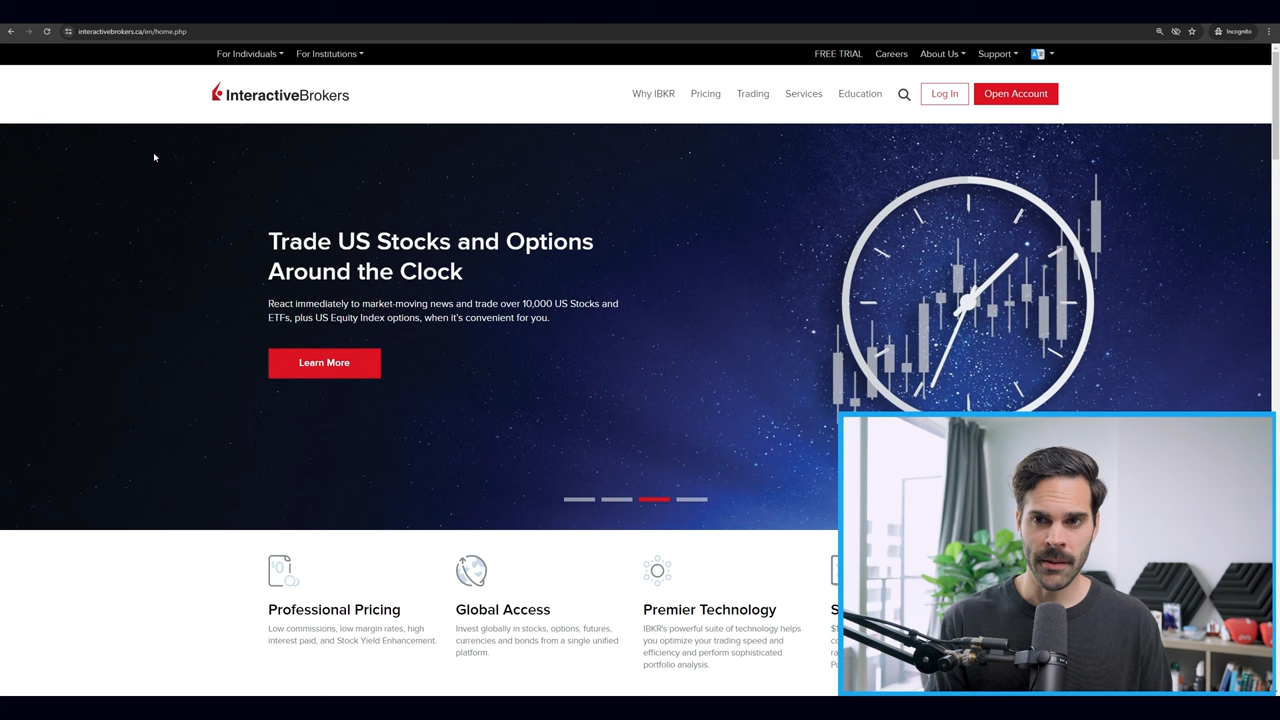 interactivebrokers.ca/en/home.php
Incognito
For Individuals
For Institutions
FREE TRIAL
Careers
About Us
Support
InteractiveBrokers
Why IBKR
Pricing
Trading
Services
Education
Log In
Open Account
Trade US Stocks and Options
Around the Clock
React immediately to market-moving news and trade over 10,000 US Stocks and
ETFs, plus US Equity Index options, when it's convenient for you.
Learn More
Professional Pricing
Low commissions, low margin rates, high
interest paid, and Stock Yield Enhancement.
Global Access
Invest globally in stocks, options, futures,
currencies and bonds from a single unified
platform.
Premier Technology
IBKR's powerful suite of technology helps
you optimize your trading speed and
efficiency and perform sophisticated
portfolio analysis.